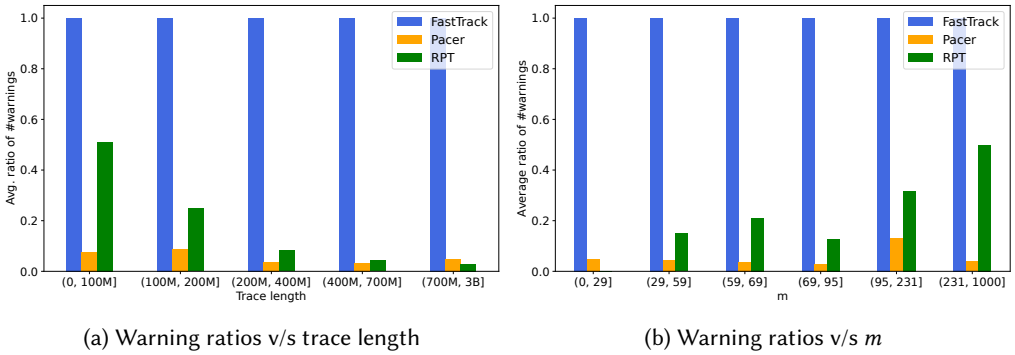 1.0
0.8
0.6
0.4
0.2
0.0
Avg. ratio of #warnings
FastTrack
Pacer
RPT
(0, 100M] (100M, 200M] (200M, 400M] (400M, 700M] (700M, 3B]
Trace length
(a) Warning ratios v/s trace length
1.0
0.8
0.6
0.4
0.2
0.0
Average ratio of #warnings
FastTrack
Pacer
RPT
(0, 29] (29, 59] (59, 69] (69, 95] (95, 231] (231, 1000]
m
(b) Warning ratios v/s m